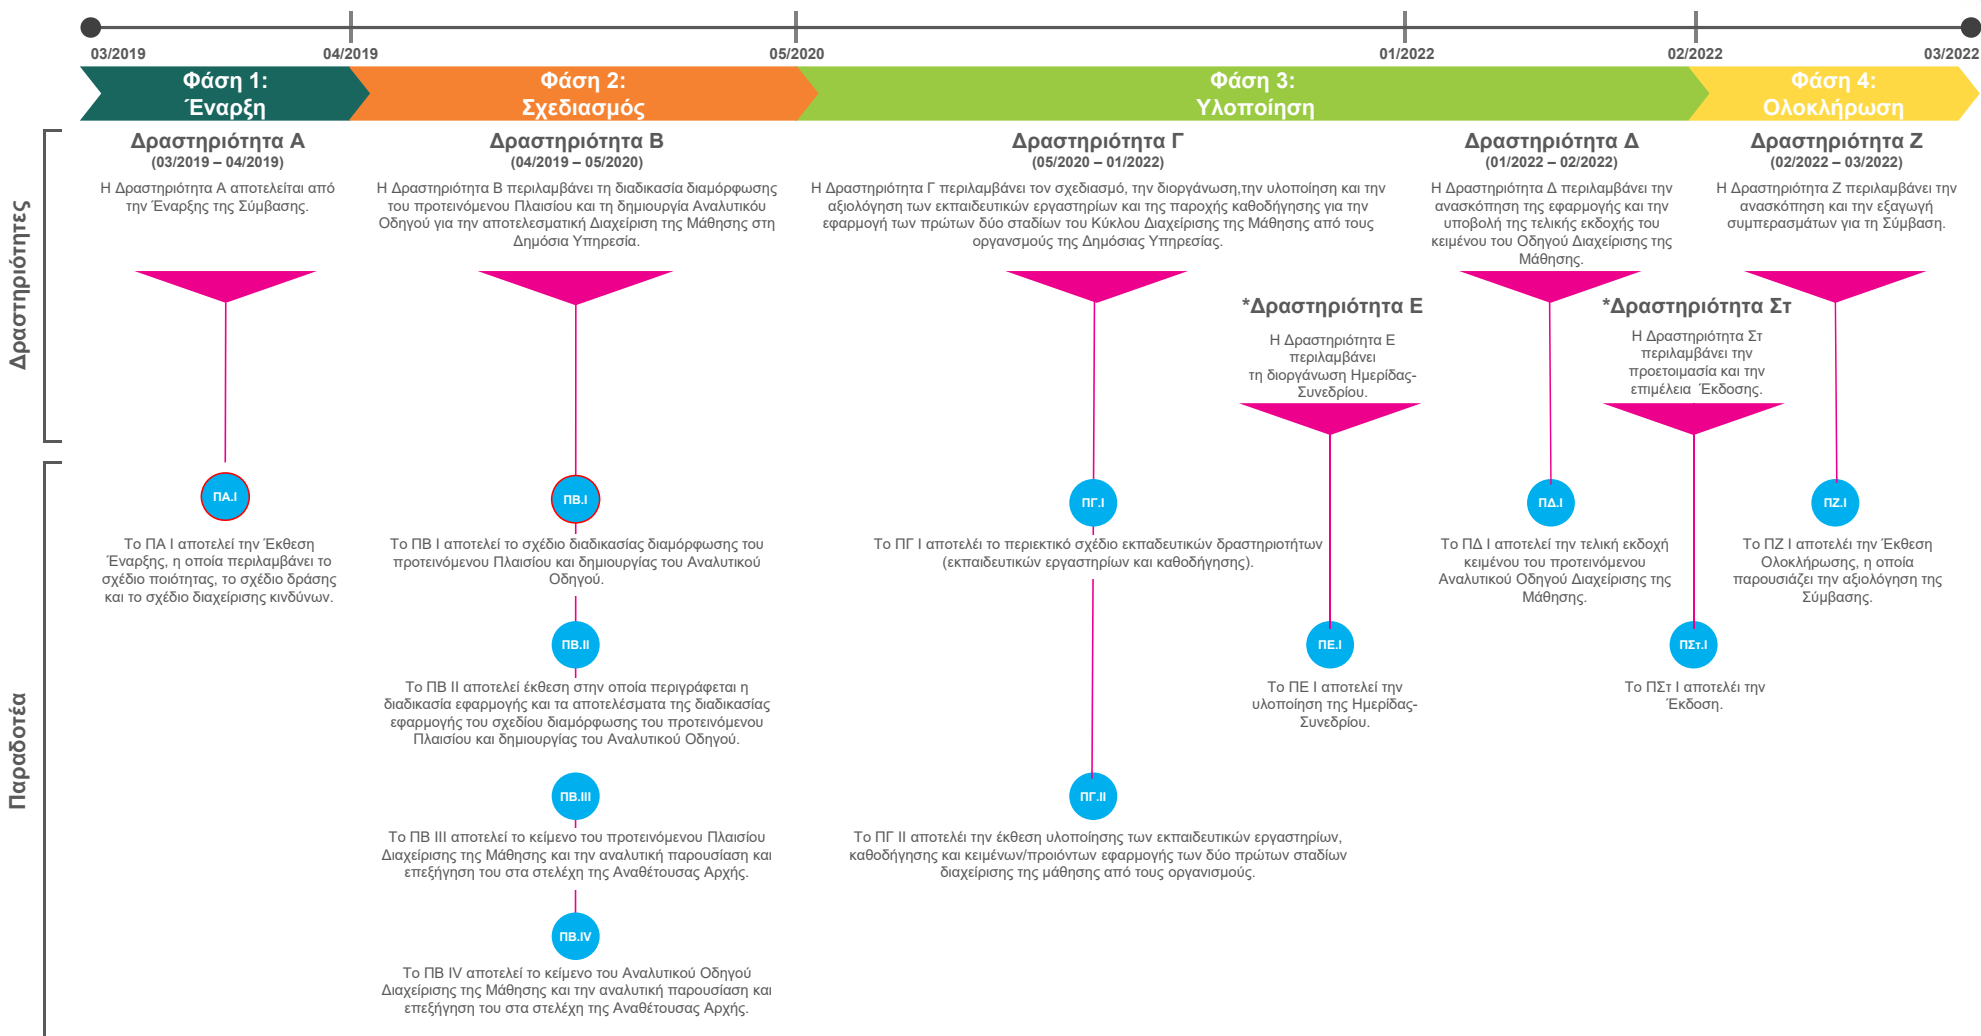 03/2019
04/2019
05/2020
01/2022
02/2022
03/2022
Φάση 1:
Έναρξη
Φάση 2:
Σχεδιασμός
Φάση 3:
Υλοποίηση
Φάση 4:
Ολοκλήρωση
Δραστηριότητες
Δραστηριότητα Α
(03/2019 – 04/2019)
Η Δραστηριότητα Α αποτελείται από
την Έναρξης της Σύμβασης.
Δραστηριότητα Β
(04/2019 – 05/2020)
Η Δραστηριότητα Β περιλαμβάνει τη διαδικασία διαμόρφωσης
του προτεινόμενου Πλαισίου και τη δημιουργία Αναλυτικύυ
Οδηγού για την αποτελεσματική Διαχείριση της Μάθησης στη
Δημόσια Υπηρεσία.
Δραστηριότητα Γ
(05/2020 – 01/2022)
Η Δραστηριότητα Γ περιλαμβάνει τον σχεδιασμό, την διοργάνωση,την υλοποίηση και την
αξιολόγηση των εκπαιδευτικών εργαστηρίων και της παροχής καθοδήγησης για την
εφαρμογή των πρώτων δύο σταδίων του Κύκλου Διαχείρισης της Μάθησης από τους
οργανσμούς της Δημόσιας Υπηρεσίας.
Δραστηριότητα Δ
(01/2022 – 02/2022)
Η Δραστηριότητα Δ περιλαμβάνει την
ανασκόπηση της εφαρμογής και την
υποβολή της τελικής εκδοχής του
κειμένου του Οδηγού Διαχείρισης της
Μάθησης.
Δραστηριότητα Ζ
(02/2022 – 03/2022)
Η Δραστηριότητα Ζ περιλαμβάνει την
ανασκόπηση και την εξαγωγή
συμπερασμάτων για τη Σύμβαση.
*Δραστηριότητα Ε
Η Δραστηριότητα Ε
περιλαμβάνει
τη διοργάνωση Ημερίδας-
Συνεδρίου.
*Δραστηριότητα Στ
Η Δραστηριότητα Στ
περιλαμβάνει την
προετοιμασία και την
επιμέλεια Έκδοσης.
Παραδοτέα
ΠΑ.Ι
Το ΠΑ Ι αποτελεί την Έκθεση
Έναρξης, η οποία περιλαμβάνει το
σχέδιο ποιότητας, το σχέδιο δράσης
και το σχέδιο διαχείρισης κινδύνων.
ΠΒ.Ι
Το ΠΒ Ι αποτελεί το σχέδιο διαδικασίας διαμόρφωσης του
προτεινόμενου Πλαισίου και δημιουργίας του Αναλυτικού
Οδηγού.
ΠΒ.ΙΙ
Το ΠΒ ΙΙ αποτελεί έκθεση στην οποία περιγράφεται η
διαδικασία εφαρμογής και τα αποτελέσματα της διαδικασίας
εφαρμογής του σχεδίου διαμόρφωσης του προτεινόμενου
Πλαισίου και δημιουργίας του Αναλυτικού Οδηγού.
ΠΒ.ΙΙΙ
Το ΠΒ ΙΙΙ αποτελεί το κείμενο του προτεινόμενου Πλαισίου
Διαχείρισης της Μάθησης και την αναλυτική παρουσίαση και
επεξήγηση του στα στελέχη της Αναθέτουσας Αρχής.
ΠΒ.IV
Το ΠΒ IV αποτελεί το κείμενο του Αναλυτικού Οδηγού
Διαχείρισης της Μάθησης και την αναλυτική παρουσίαση και
επεξήγηση του στα στελέχη της Αναθέτουσας Αρχής.
ΠΓ.Ι
Το ΠΓ Ι αποτελέι το περιεκτικό σχέδιο εκπαδευτικών δραστηριοτήτων
(εκπαιδευτικών εργαστηρίων και καθοδήγησης).
ΠΓ.ΙΙ
Το ΠΓ ΙΙ αποτελέι την έκθεση υλοποίησης των εκπαιδευτικών εργαστηρίων,
καθοδήγησης και κειμένων/προιόντων εφαρμογής των δύο πρώτων σταδίων
διαχείρισης της μάθησης από τους οργανισμούς.
ΠΕ.Ι
Το ΠΕ Ι αποτελεί την
υλοποίηση της Ημερίδας-
Συνεδρίου.
ΠΔ.Ι
Το ΠΔ Ι αποτελεί την τελική εκδοχή
κειμένου του προτεινόμενου
Αναλυτικού Οδηγού Διαχείρισης της
Μάθησης.
ΠΣτ.Ι
Το ΠΣτ Ι αποτελέι την
Έκδοση.
ΠΖ.Ι
Το ΠΖ Ι αποτελέι την Έκθεση
Ολοκλήρωσης, η οποία
παρουσιάζει την αξιολόγηση της
Σύμβασης.